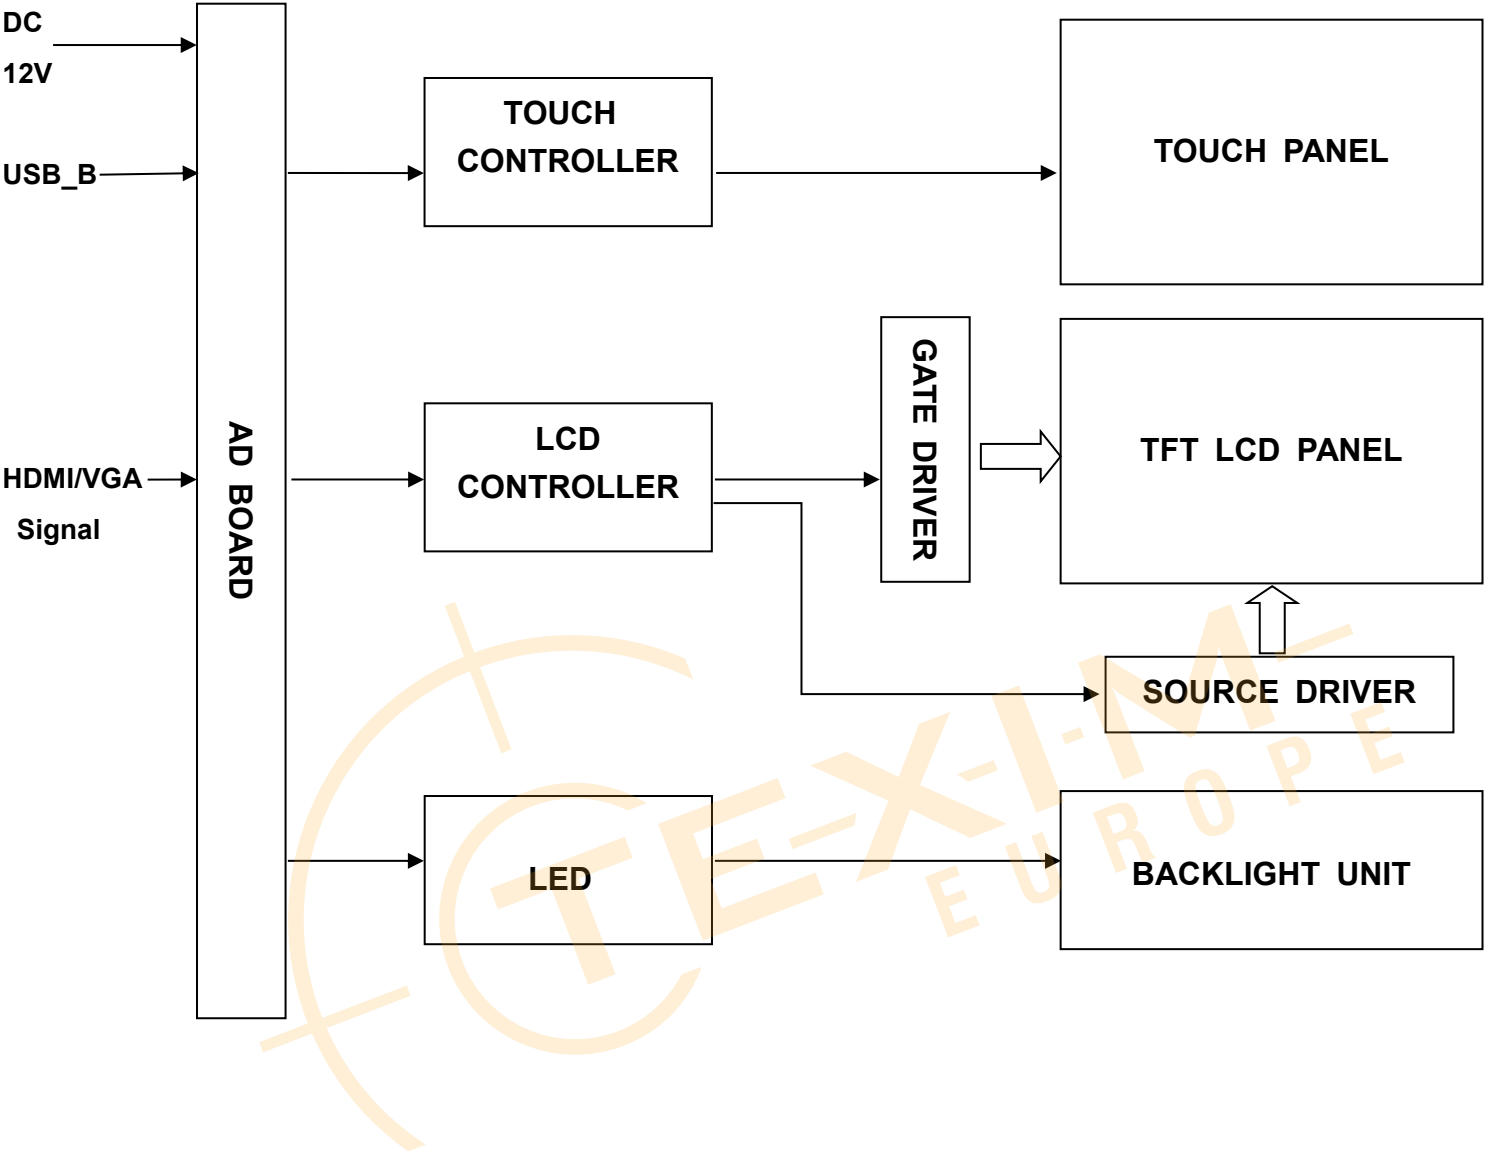 DC
12V
USB_B
HDMI/VGA
Signal
AD BOARD
TOUCH
CONTROLLER
TOUCH PANEL
LCD
CONTROLLER
GATE DRIVER
TFT LCD PANEL
SOURCE DRIVER
LED
BACKLIGHT UNIT
TEXIM
EUROPE